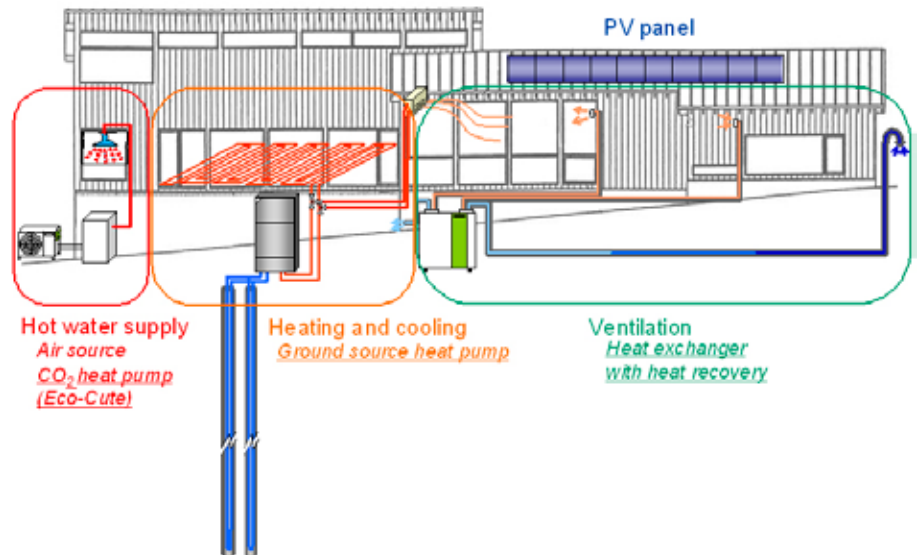 PV panel
Hot water supply
Air source
CO₂ heat pump
(Eco-Cute)
Heating and cooling
Ground source heat pump
Ventilation
Heat exchanger
with heat recovery